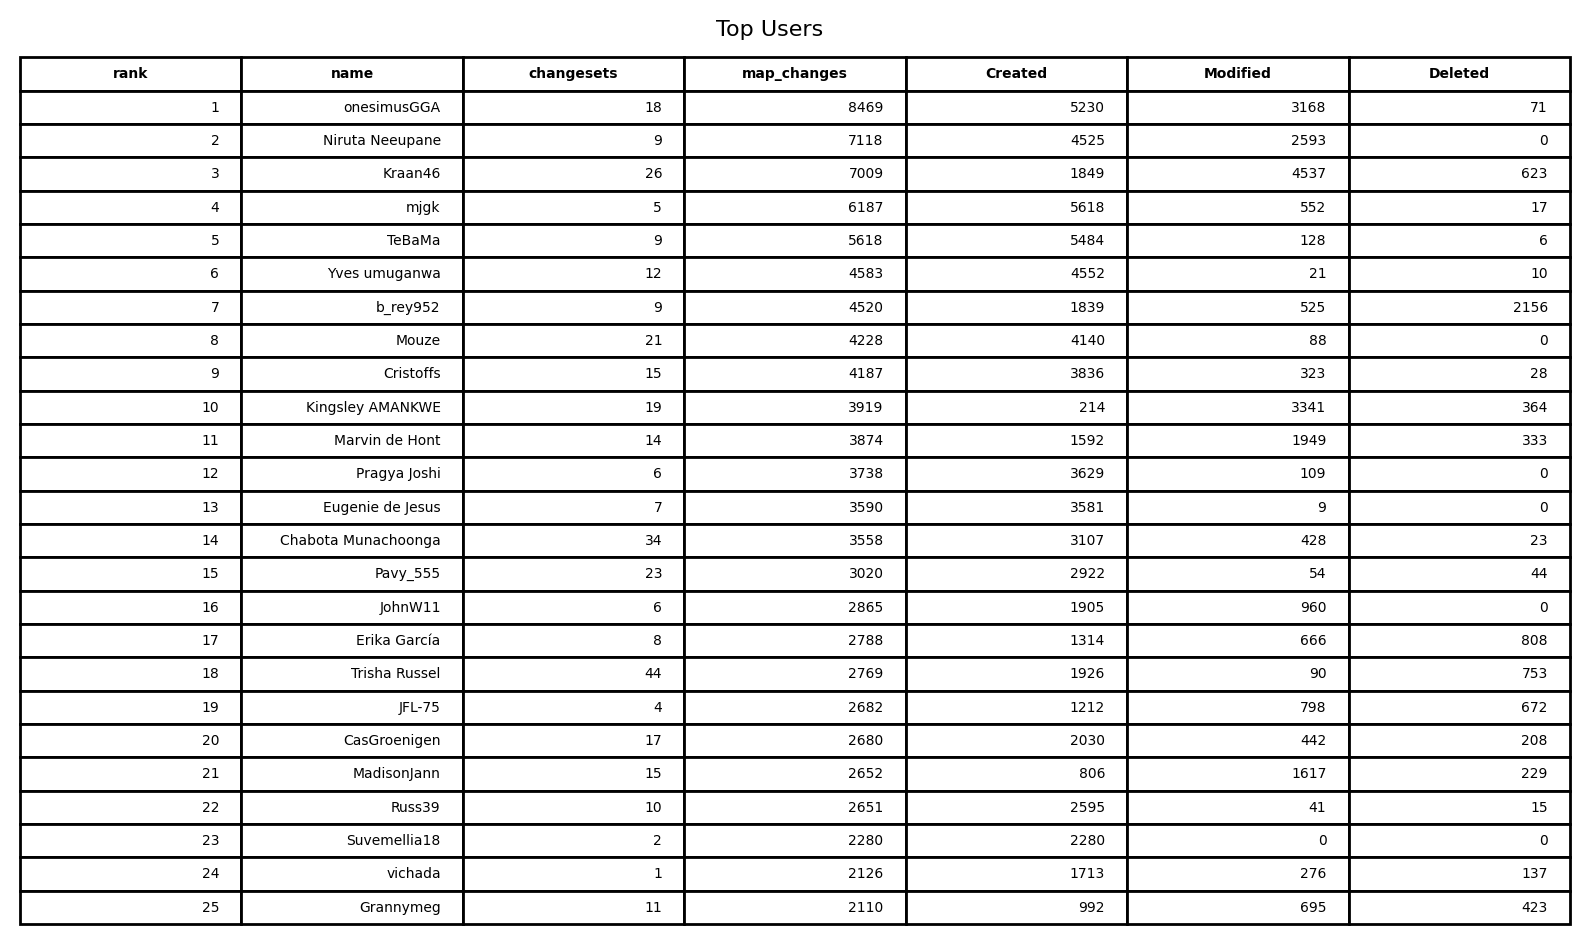 Top Users
rank name changesets map_changes Created Modified Deleted
1 onesimusGGA 18 8469 5230 3168 71
2 Niruta Neeupane 9 7118 4525 2593 0
3 Kraan46 26 7009 1849 4537 623
4 mjgk 5 6187 5618 552 17
5 TeBaMa 9 5618 5484 128 6
6 Yves umuganwa 12 4583 4552 21 10
7 b_rey952 9 4520 1839 525 2156
8 Mouze 21 4228 4140 88 0
9 Cristoffs 15 4187 3836 323 28
10 Kingsley AMANKWE 19 3919 214 3341 364
11 Marvin de Hont 14 3874 1592 1949 333
12 Pragya Joshi 6 3738 3629 109 0
13 Eugenie de Jesus 7 3590 3581 9 0
14 Chabota Munachoonga 34 3558 3107 428 23
15 Pavy_555 23 3020 2922 54 44
16 JohnW11 6 2865 1905 960 0
17 Erika García 8 2788 1314 666 808
18 Trisha Russel 44 2769 1926 90 753
19 JFL-75 4 2682 1212 798 672
20 CasGroenigen 17 2680 2030 442 208
21 MadisonJann 15 2652 806 1617 229
22 Russ39 10 2651 2595 41 15
23 Suvemellia18 2 2280 2280 0 0
24 vichada 1 2126 1713 276 137
25 Grannymeg 11 2110 992 695 423